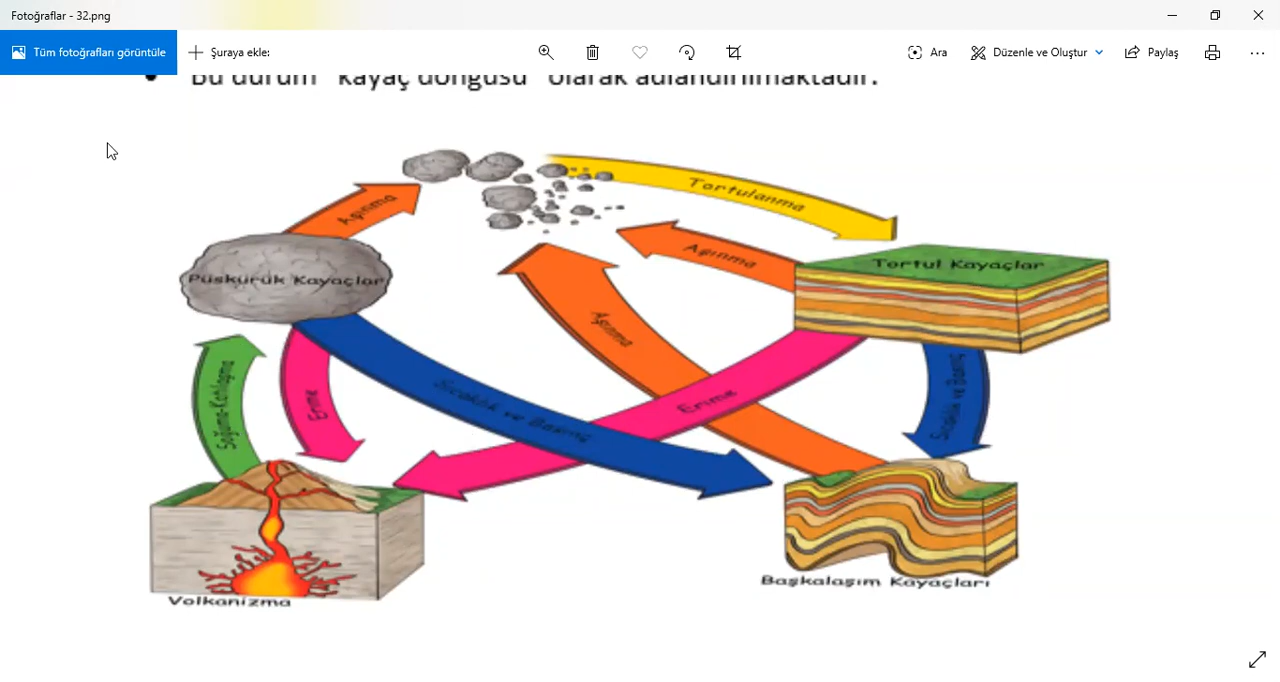 Fotoğraflar - 32.png
Tüm fotoğrafları görüntüle
Şuraya ekle:
Ara
Düzenle ve Oluştur
Paylaş
Bu durum "kayaç döngüsü" olarak adlandırılmaktadır.
Tortulanma
Aşınma
Aşınma
Tortul Kayaçlar
Püskürük Kayaçlar
Aşınma
Soğuma-Katılaşma
Erime
Sıcaklık ve Basınç
Erime
Sıcaklık ve Basınç
Başkalaşım Kayaçları
Volkanizma